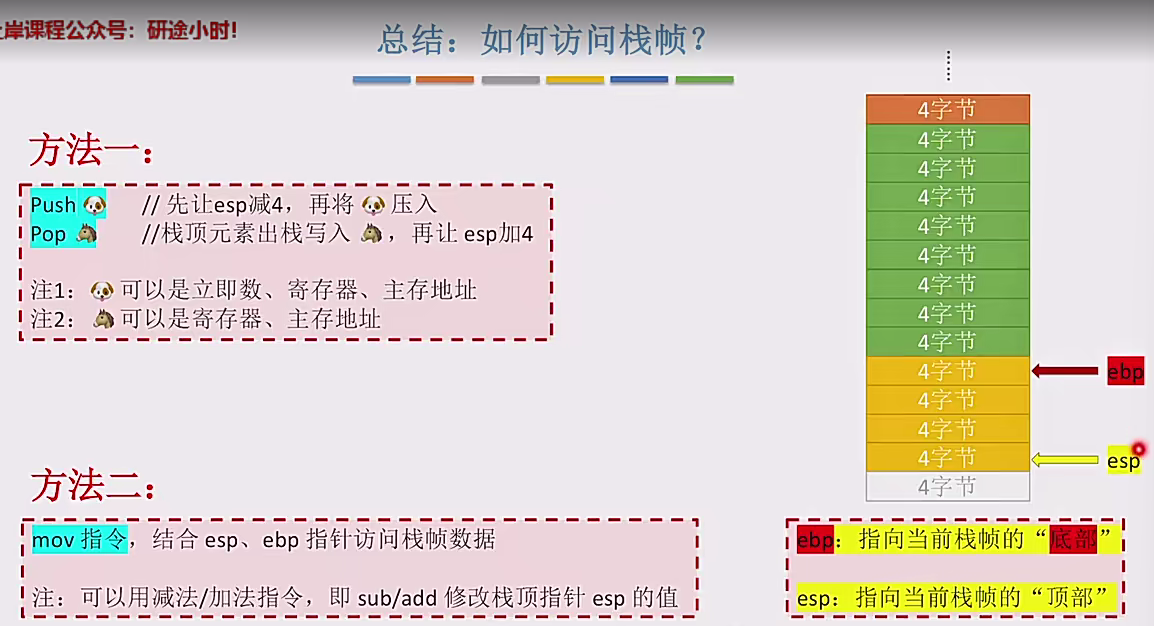 上岸课程公众号：研途小时!
总结：如何访问栈帧？
方法一：
Push 🐶 // 先让esp减4，再将 🐶 压入
Pop 🐴 //栈顶元素出栈写入 🐴 ，再让 esp加4
注1： 🐶 可以是立即数、寄存器、主存地址
注2： 🐴 可以是寄存器、主存地址
4字节
4字节
4字节
4字节
4字节
4字节
4字节
4字节
4字节
4字节
ebp
4字节
4字节
4字节
esp
4字节
方法二：
mov 指令，结合 esp、ebp 指针访问栈帧数据
注：可以用减法/加法指令，即 sub/add 修改栈顶指针 esp 的值
ebp：指向当前栈帧的“底部”
esp：指向当前栈帧的“顶部”